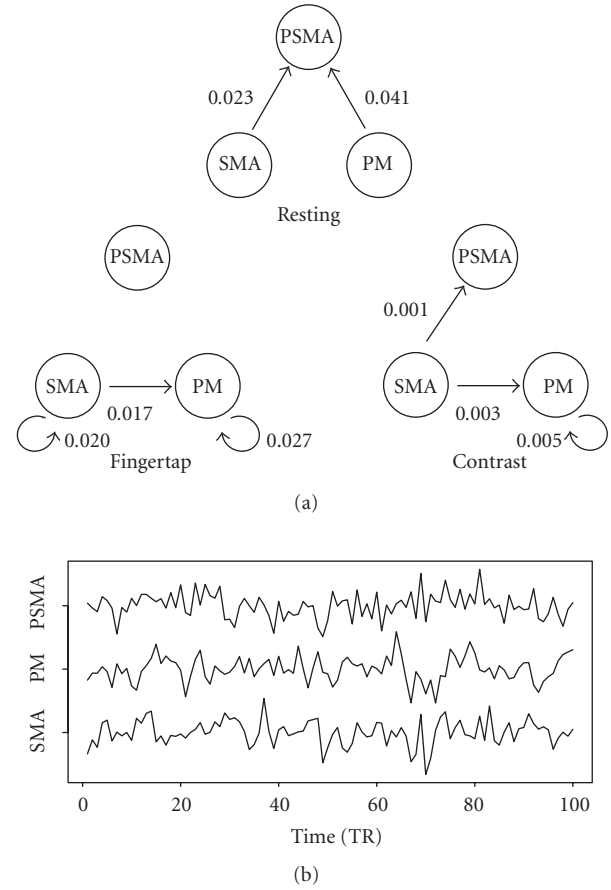 PSMA
0.023
0.041
SMA
PM
Resting
PSMA
PSMA
0.001
SMA
PM
SMA
PM
0.017
0.003
0.020
0.027
0.005
Fingertap
Contrast
(a)
PSMA
PM
SMA
0
20
40
60
80
100
Time (TR)
(b)